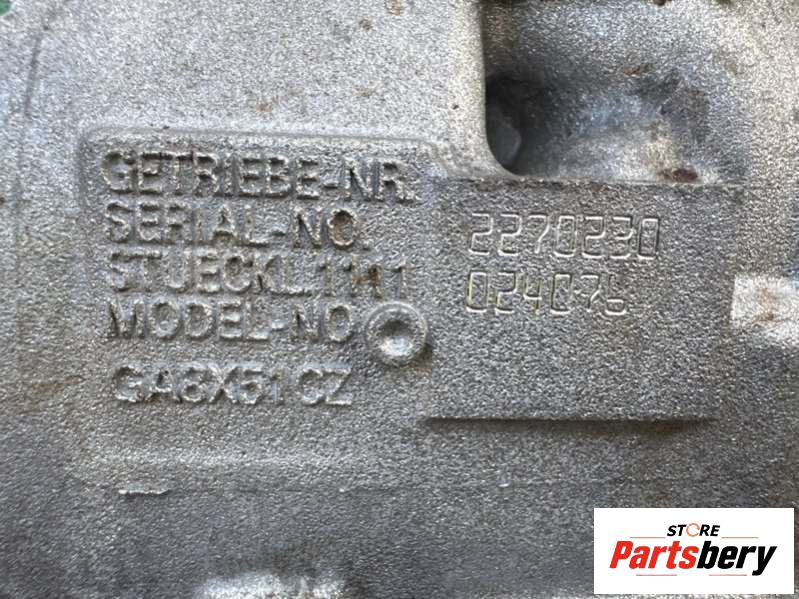 GETRIEBE-NR.
SERIAL-NO.
STUECKL.1111
MODEL-NO
GA8X51CZ
2270230
024076
STORE
Partsbery